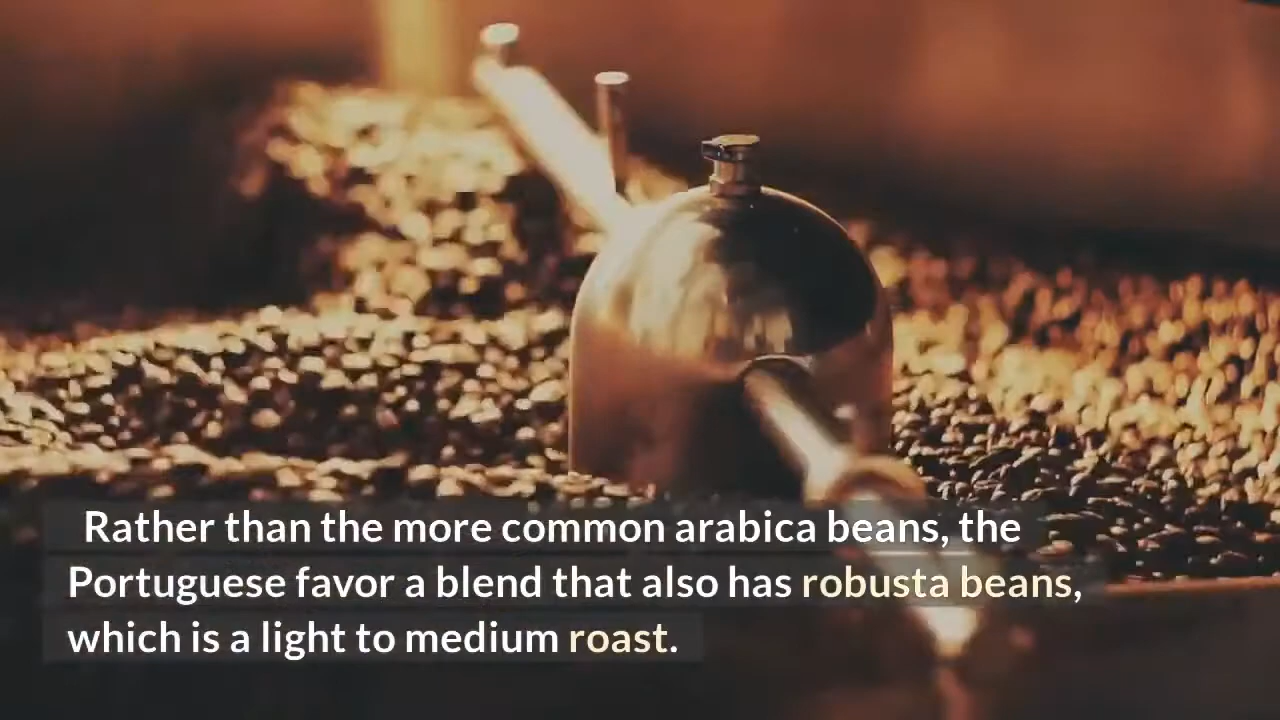 Rather than the more common arabica beans, the
Portuguese favor a blend that also has robusta beans,
which is a light to medium roast.